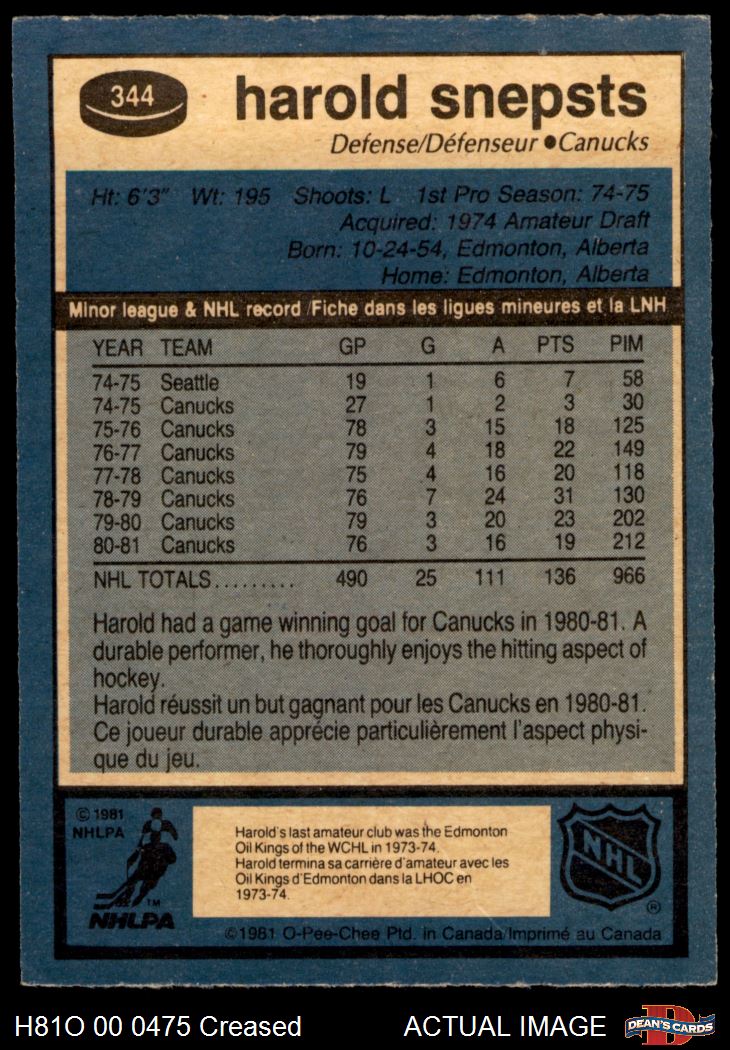 344
harold snepsts
Defense/Défenseur ●Canucks
Ht: 6'3" Wt: 195 Shoots: L 1st Pro Season: 74-75
Acquired: 1974 Amateur Draft
Born: 10-24-54, Edmonton, Alberta
Home: Edmonton, Alberta
Minor league & NHL record /Fiche dans les ligues mineures et la LNH
YEAR TEAM GP G A PTS PIM
74-75 Seattle 19 1 6 7 58
74-75 Canucks 27 1 2 3 30
75-76 Canucks 78 3 15 18 125
76-77 Canucks 79 4 18 22 149
77-78 Canucks 75 4 16 20 118
78-79 Canucks 76 7 24 31 130
79-80 Canucks 79 3 20 23 202
80-81 Canucks 76 3 16 19 212
NHL TOTALS......... 490 25 111 136 966
Harold had a game winning goal for Canucks in 1980-81. A
durable performer, he thoroughly enjoys the hitting aspect of
hockey.
Harold réussit un but gagnant pour les Canucks en 1980-81.
Ce joueur durable apprécie particulièrement l'aspect physi-
que du jeu.
© 1981
NHLPA
TM
NHLPA
Harold's last amateur club was the Edmonton
Oil Kings of the WCHL in 1973-74.
Harold termina sa carrière d'amateur avec les
Oil Kings d'Edmonton dans la LHOC en
1973-74.
NHL
®
©1981 O-Pee-Chee Ptd. in Canada/Imprimé au Canada
H81O 00 0475 Creased
ACTUAL IMAGE
D
DEAN'S CARDS